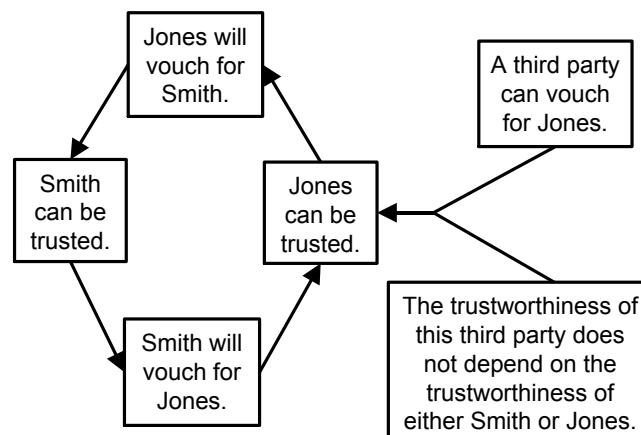 Jones will
vouch for
Smith.
A third party
can vouch
for Jones.
Smith
can be
trusted.
Jones
can be
trusted.
Smith will
vouch for
Jones.
The trustworthiness of
this third party does
not depend on the
trustworthiness of
either Smith or Jones.